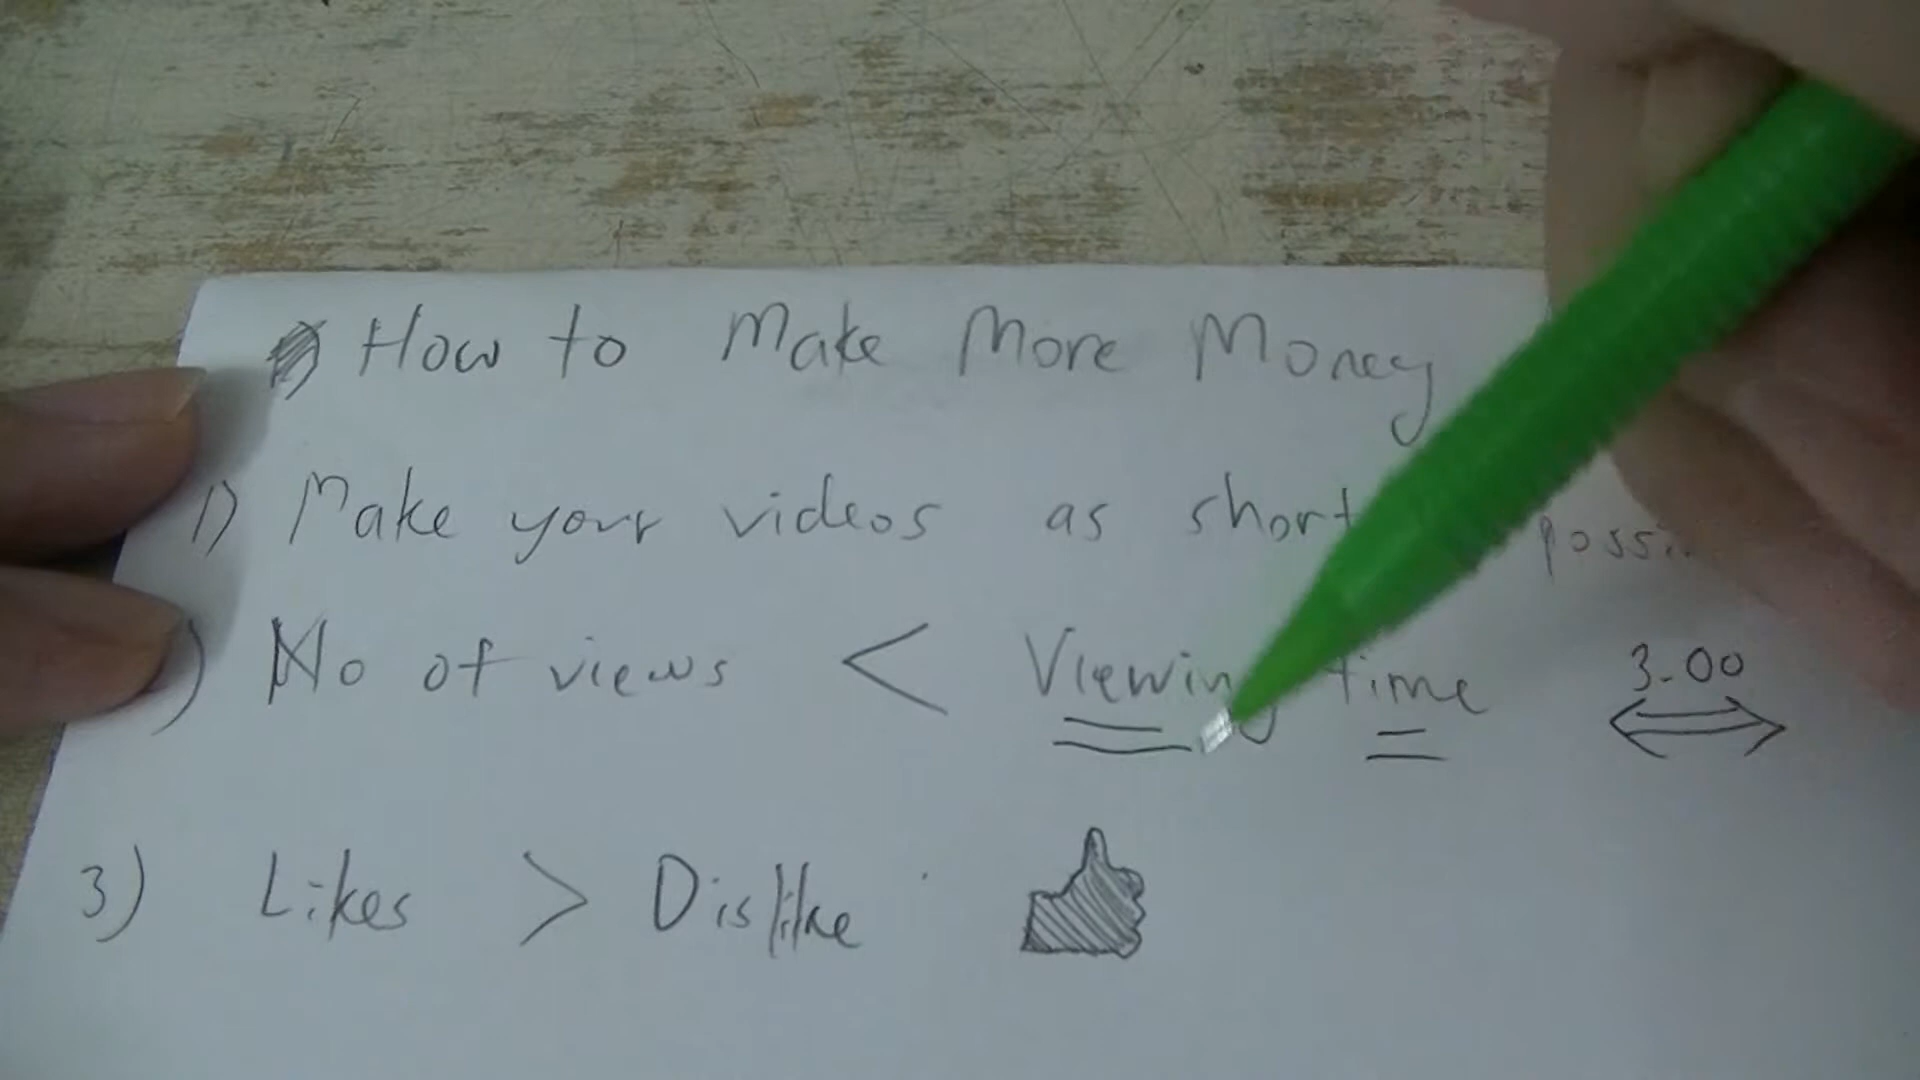 How to Make More Money
1) Make your videos as short
) No of views < Viewing time 3.00
3) Likes > Dislike